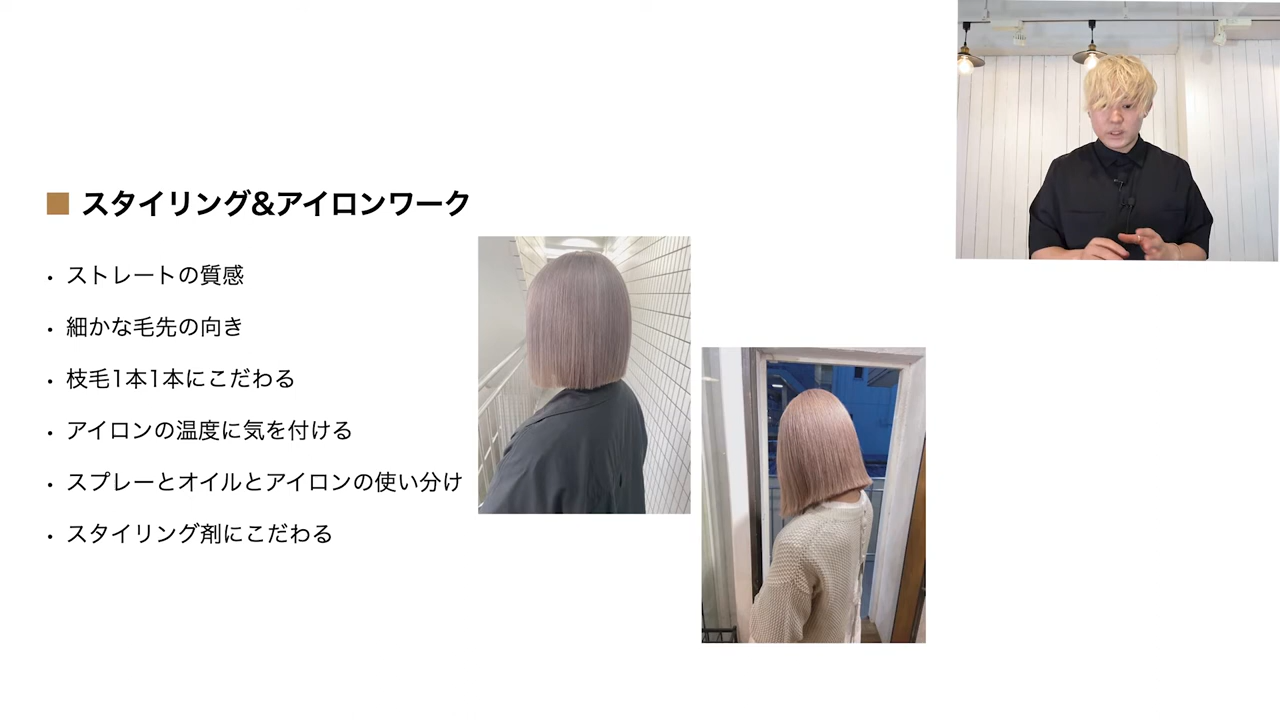 スタイリング&アイロンワーク
・ストレートの質感
・細かな毛先の向き
・枝毛1本1本にこだわる
・アイロンの温度に気を付ける
・スプレーとオイルとアイロンの使い分け
・スタイリング剤にこだわる